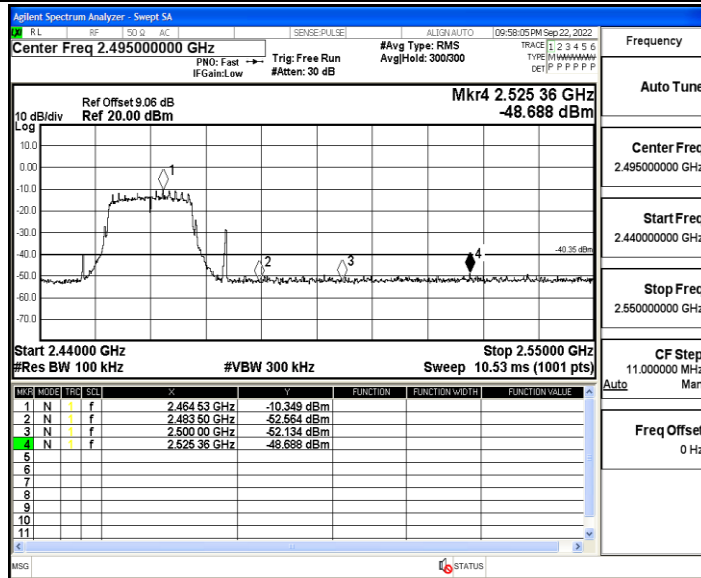 Agilent Spectrum Analyzer - Swept SA
RL RF 50 Ω AC SENSE:PULSE ALIGN AUTO 09:58:05 PM Sep 22, 2022
Center Freq 2.495000000 GHz
PNO: Fast
IFGain:Low
Trig: Free Run
#Atten: 30 dB
#Avg Type: RMS
Avg|Hold: 300/300
TRACE 1 2 3 4 5 6
TYPE MWWWWW
DET P P P P P P
Ref Offset 9.06 dB
10 dB/div Ref 20.00 dBm
Log
Mkr4 2.525 36 GHz
-48.688 dBm
10.0
0.00
-10.0
-20.0
-30.0
-40.0
-50.0
-60.0
-70.0
1
2
3
4
-40.35 dBm
Start 2.44000 GHz Stop 2.55000 GHz
#Res BW 100 kHz #VBW 300 kHz Sweep 10.53 ms (1001 pts)
MKR MODE TRC SCL X Y FUNCTION FUNCTION WIDTH FUNCTION VALUE
1 N 1 f 2.464 53 GHz -10.349 dBm
2 N 1 f 2.483 50 GHz -52.564 dBm
3 N 1 f 2.500 00 GHz -52.134 dBm
4 N 1 f 2.525 36 GHz -48.688 dBm
5
6
7
8
9
10
11
MSG STATUS
Frequency
Auto Tune
Center Freq
2.495000000 GHz
Start Freq
2.440000000 GHz
Stop Freq
2.550000000 GHz
CF Step
11.000000 MHz
Auto Man
Freq Offset
0 Hz